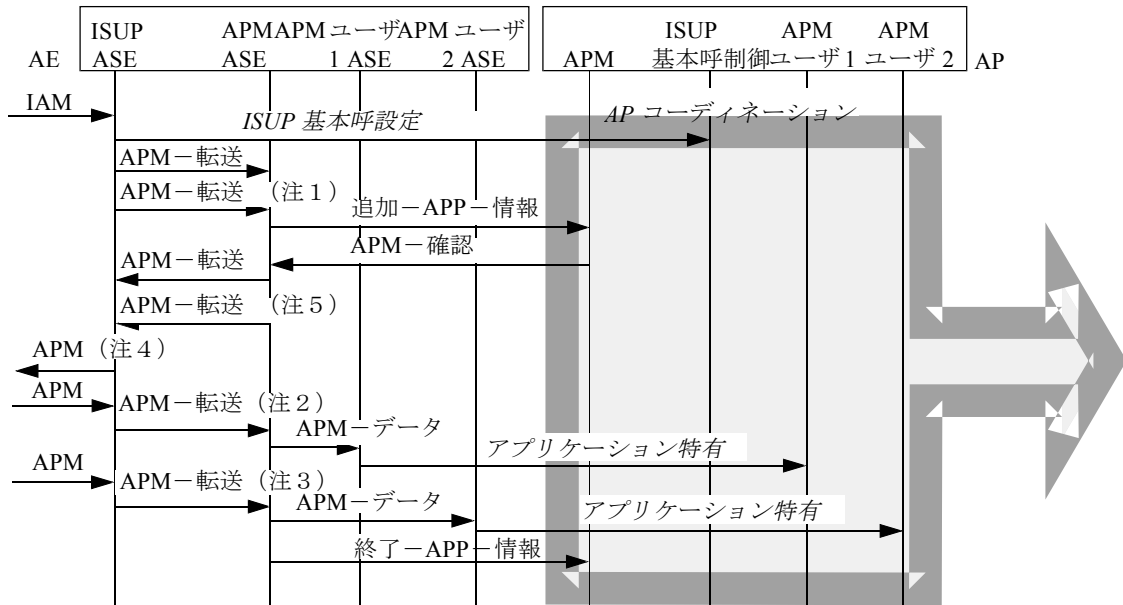 ISUP APM APM ユーザ APM ユーザ ISUP APM APM
AE ASE ASE 1 ASE 2 ASE APM 基本呼制御 ユーザ 1 ユーザ 2 AP
IAM
ISUP 基本呼設定
AP コーディネーション
APM－転送
APM－転送 （注１）
追加－APP－情報
APM－確認
APM－転送
APM－転送 （注５）
APM（注４）
APM
APM－転送（注２）
APM－データ
アプリケーション特有
APM
APM－転送（注３）
APM－データ
アプリケーション特有
終了－APP－情報